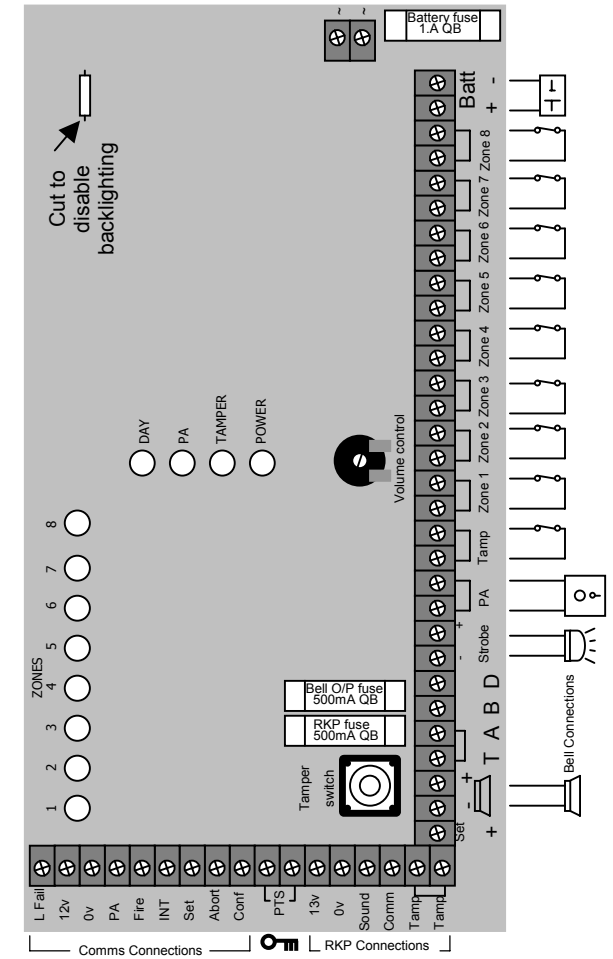 ~ ~
Battery fuse
1.A QB
Cut to
disable
backlighting
Batt
+ -
Zone 8
Zone 7
Zone 6
Zone 5
Zone 4
Zone 3
Zone 2
Zone 1
Tamp
PA
Strobe
- +
D
B
A
T
- +
Set
+
Bell Connections
DAY
PA
TAMPER
POWER
Volume control
ZONES
1 2 3 4 5 6 7 8
Bell O/P fuse
500mA QB
RKP fuse
500mA QB
Tamper
switch
L Fail
12v
0v
PA
Fire
INT
Set
Abort
Conf
PTS
13v
0v
Sound
Comm
Tamp
Tamp
Comms Connections
RKP Connections